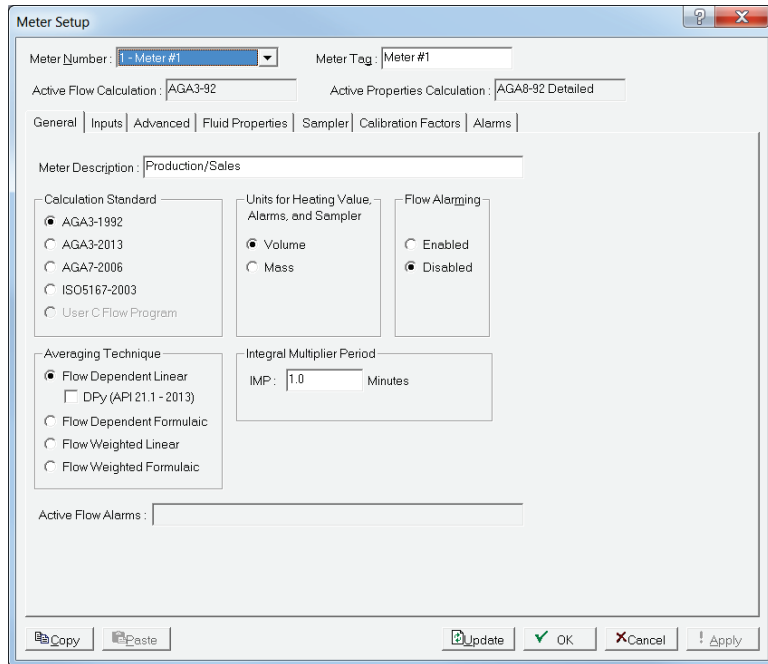 Meter Setup
Meter Number : 1 - Meter #1 Meter Tag : Meter #1
Active Flow Calculation : AGA3-92 Active Properties Calculation : AGA8-92 Detailed
General Inputs Advanced Fluid Properties Sampler Calibration Factors Alarms
Meter Description : Production/Sales
Calculation Standard
AGA3-1992
AGA3-2013
AGA7-2006
ISO5167-2003
User C Flow Program
Units for Heating Value,
Alarms, and Sampler
Volume
Mass
Flow Alarming
Enabled
Disabled
Averaging Technique
Flow Dependent Linear
DPy (API 21.1 - 2013)
Flow Dependent Formulaic
Flow Weighted Linear
Flow Weighted Formulaic
Integral Multiplier Period
IMP : 1.0 Minutes
Active Flow Alarms :
Copy Paste Update OK Cancel ! Apply